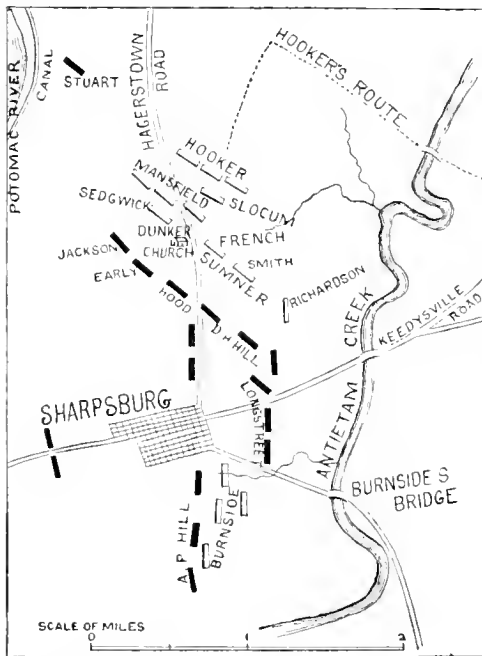 POTOMAC RIVER
CANAL
STUART
HAGERSTOWN
ROAD
HOOKER'S ROUTE
HOOKER
MANSFIELD
SEDGWICK
SLOCUM
DUNKER
CHURCH
FRENCH
SUMNER
SMITH
JACKSON
EARLY
HOOD
D H HILL
RICHARDSON
ANTIETAM CREEK
KEEDYSVILLE
ROAD
LONGSTREET
SHARPSBURG
BURNSIDE S
BRIDGE
A P HILL
BURNSIDE
SCALE OF MILES
0 1 2